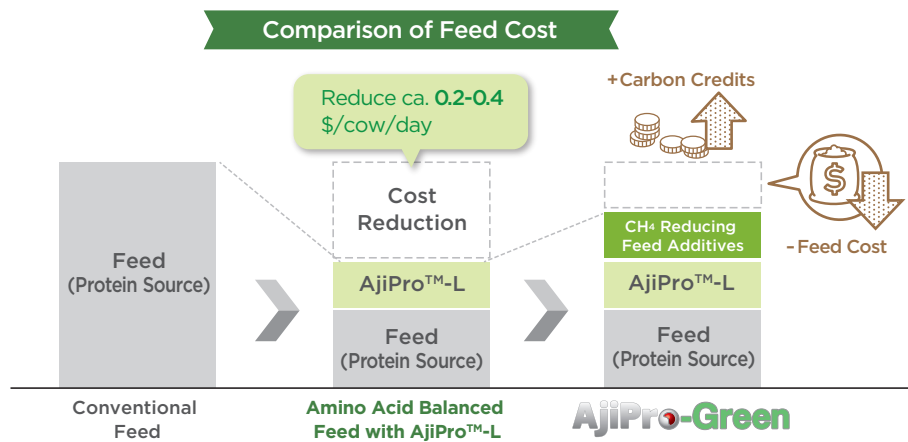 Comparison of Feed Cost
Reduce ca. 0.2-0.4
$/cow/day
+Carbon Credits
Feed
(Protein Source)
Cost
Reduction
AjiPro™-L
Feed
(Protein Source)
CH4 Reducing
Feed Additives
AjiPro™-L
Feed
(Protein Source)
$
-Feed Cost
Conventional
Feed
Amino Acid Balanced
Feed with AjiPro™-L
AjiPro-Green